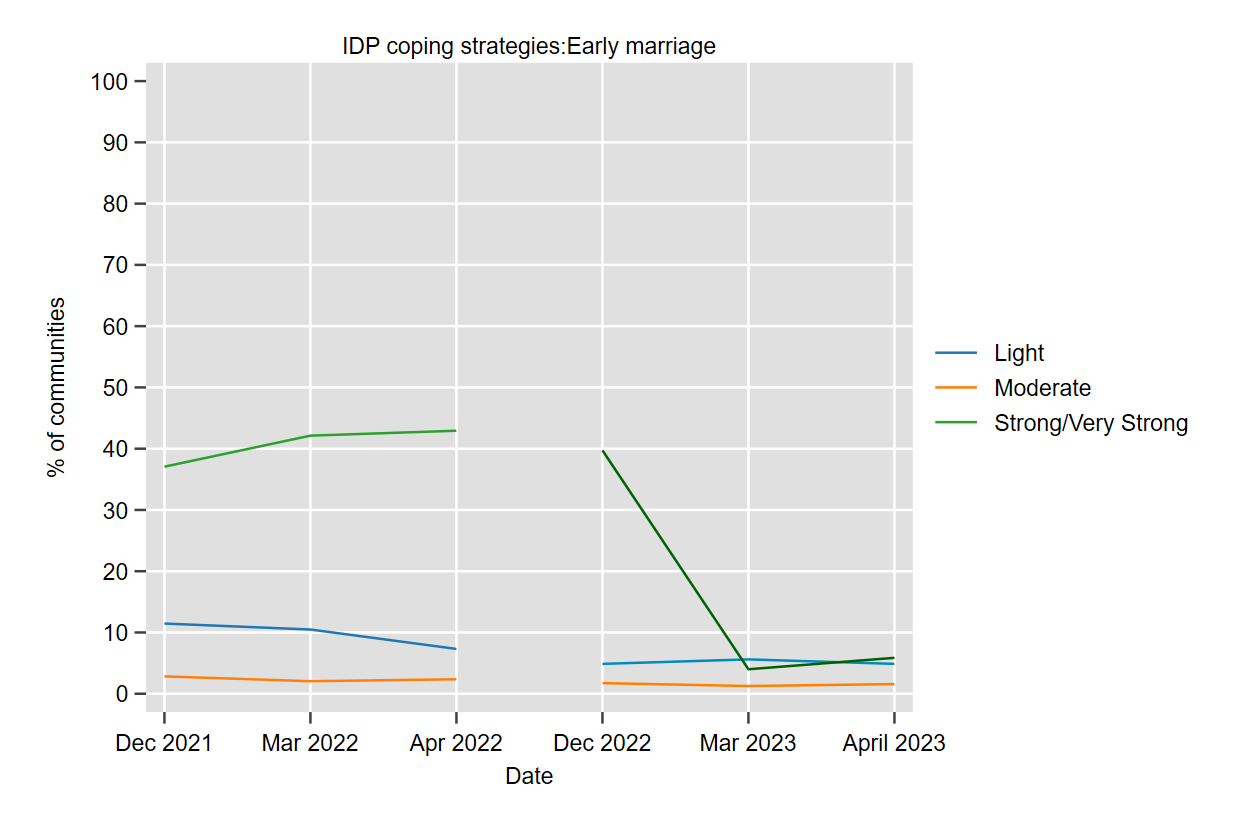 IDP coping strategies:Early marriage
100
90
80
70
60
50
40
30
20
10
0
% of communities
Dec 2021 Mar 2022 Apr 2022 Dec 2022 Mar 2023 April 2023
Date
Light
Moderate
Strong/Very Strong